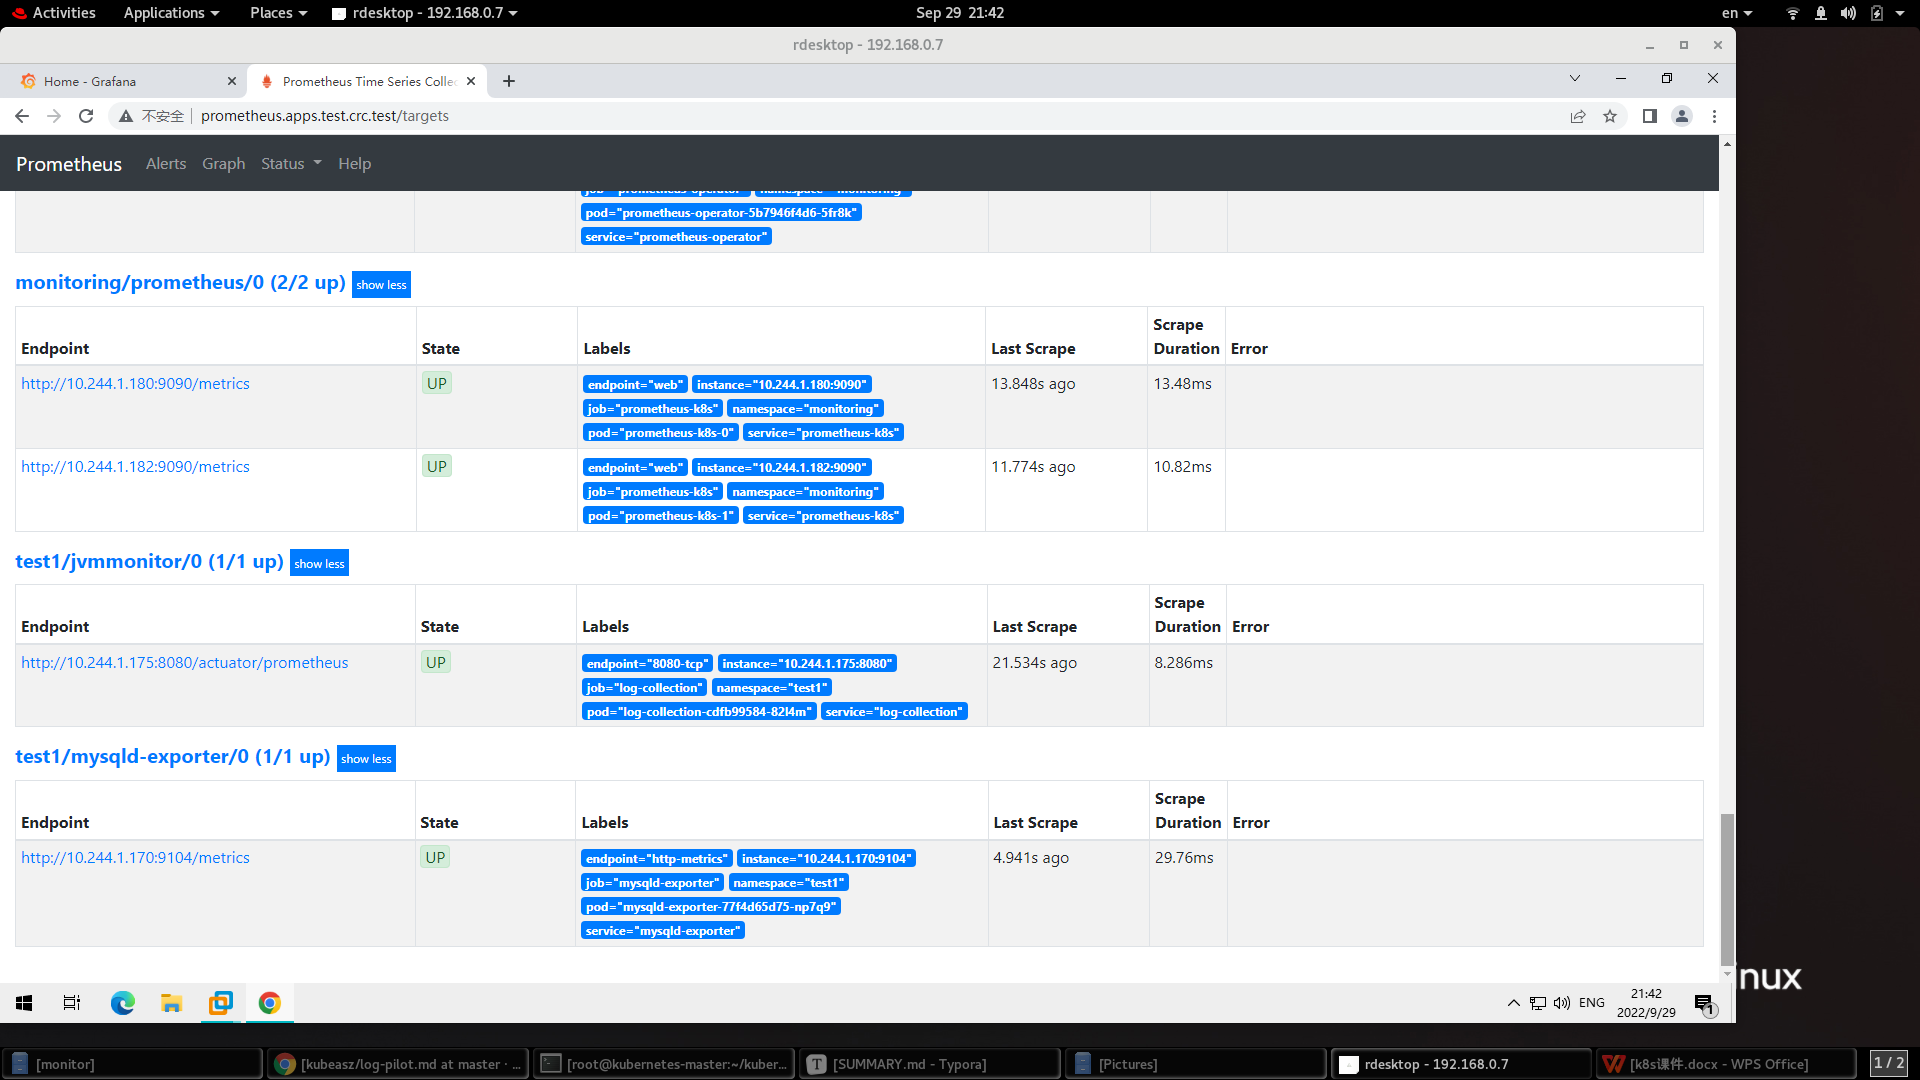 Activities Applications Places rdesktop - 192.168.0.7 Sep 29 21:42 en
rdesktop - 192.168.0.7
Home - Grafana Prometheus Time Series Collec
不安全 prometheus.apps.test.crc.test/targets
Prometheus Alerts Graph Status Help
job="prometheus-operator" namespace="monitoring"
pod="prometheus-operator-5b7946f4d6-5fr8k"
service="prometheus-operator"
monitoring/prometheus/0 (2/2 up) show less
Endpoint State Labels Last Scrape Scrape Duration Error
http://10.244.1.180:9090/metrics UP endpoint="web" instance="10.244.1.180:9090" 13.848s ago 13.48ms
job="prometheus-k8s" namespace="monitoring"
pod="prometheus-k8s-0" service="prometheus-k8s"
http://10.244.1.182:9090/metrics UP endpoint="web" instance="10.244.1.182:9090" 11.774s ago 10.82ms
job="prometheus-k8s" namespace="monitoring"
pod="prometheus-k8s-1" service="prometheus-k8s"
test1/jvmmonitor/0 (1/1 up) show less
Endpoint State Labels Last Scrape Scrape Duration Error
http://10.244.1.175:8080/actuator/prometheus UP endpoint="8080-tcp" instance="10.244.1.175:8080" 21.534s ago 8.286ms
job="log-collection" namespace="test1"
pod="log-collection-cdfb99584-82l4m" service="log-collection"
test1/mysqld-exporter/0 (1/1 up) show less
Endpoint State Labels Last Scrape Scrape Duration Error
http://10.244.1.170:9104/metrics UP endpoint="http-metrics" instance="10.244.1.170:9104" 4.941s ago 29.76ms
job="mysqld-exporter" namespace="test1"
pod="mysqld-exporter-77f4d65d75-np7q9"
service="mysqld-exporter"
inux
ENG 21:42 1
2022/9/29
[monitor] [kubeasz/log-pilot.md at master · ... [root@kubernetes-master:~/kuber... [SUMMARY.md - Typora] [Pictures] rdesktop - 192.168.0.7 [k8s课件.docx - WPS Office] 1 / 2